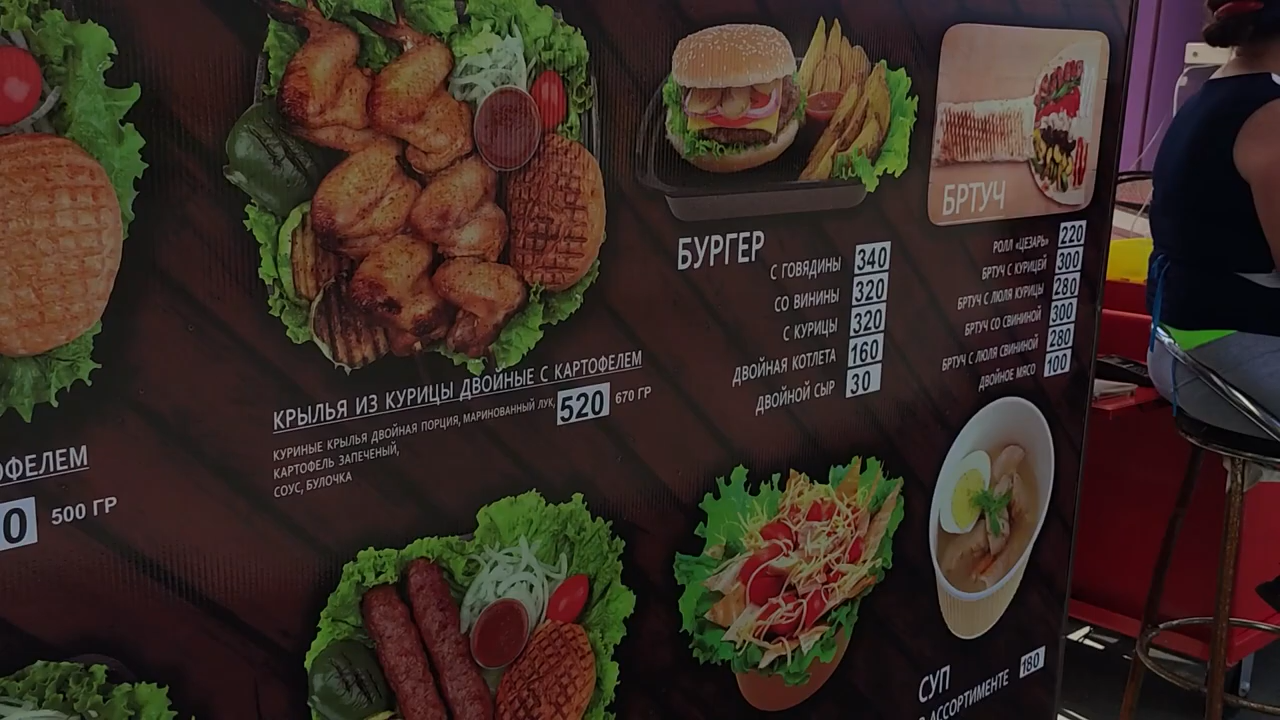 ОФЕЛЕМ
0 500 ГР
КРЫЛЬЯ ИЗ КУРИЦЫ ДВОЙНЫЕ С КАРТОФЕЛЕМ
КУРИНЫЕ КРЫЛЬЯ ДВОЙНАЯ ПОРЦИЯ, МАРИНОВАННЫЙ ЛУК, 520 670 ГР
КАРТОФЕЛЬ ЗАПЕЧЕНЫЙ,
СОУС, БУЛОЧКА
БУРГЕР
С ГОВЯДИНЫ 340
СО ВИНИНЫ 320
С КУРИЦЫ 320
ДВОЙНАЯ КОТЛЕТА 160
ДВОЙНОЙ СЫР 30
БРТУЧ
РОЛЛ «ЦЕЗАРЬ» 220
БРТУЧ С КУРИЦЕЙ 300
БРТУЧ С ЛЮЛЯ КУРИЦЫ 280
БРТУЧ СО СВИНИНОЙ 300
БРТУЧ С ЛЮЛЯ СВИНИНОЙ 280
ДВОЙНОЕ МЯСО 100
СУП
В АССОРТИМЕНТЕ 180